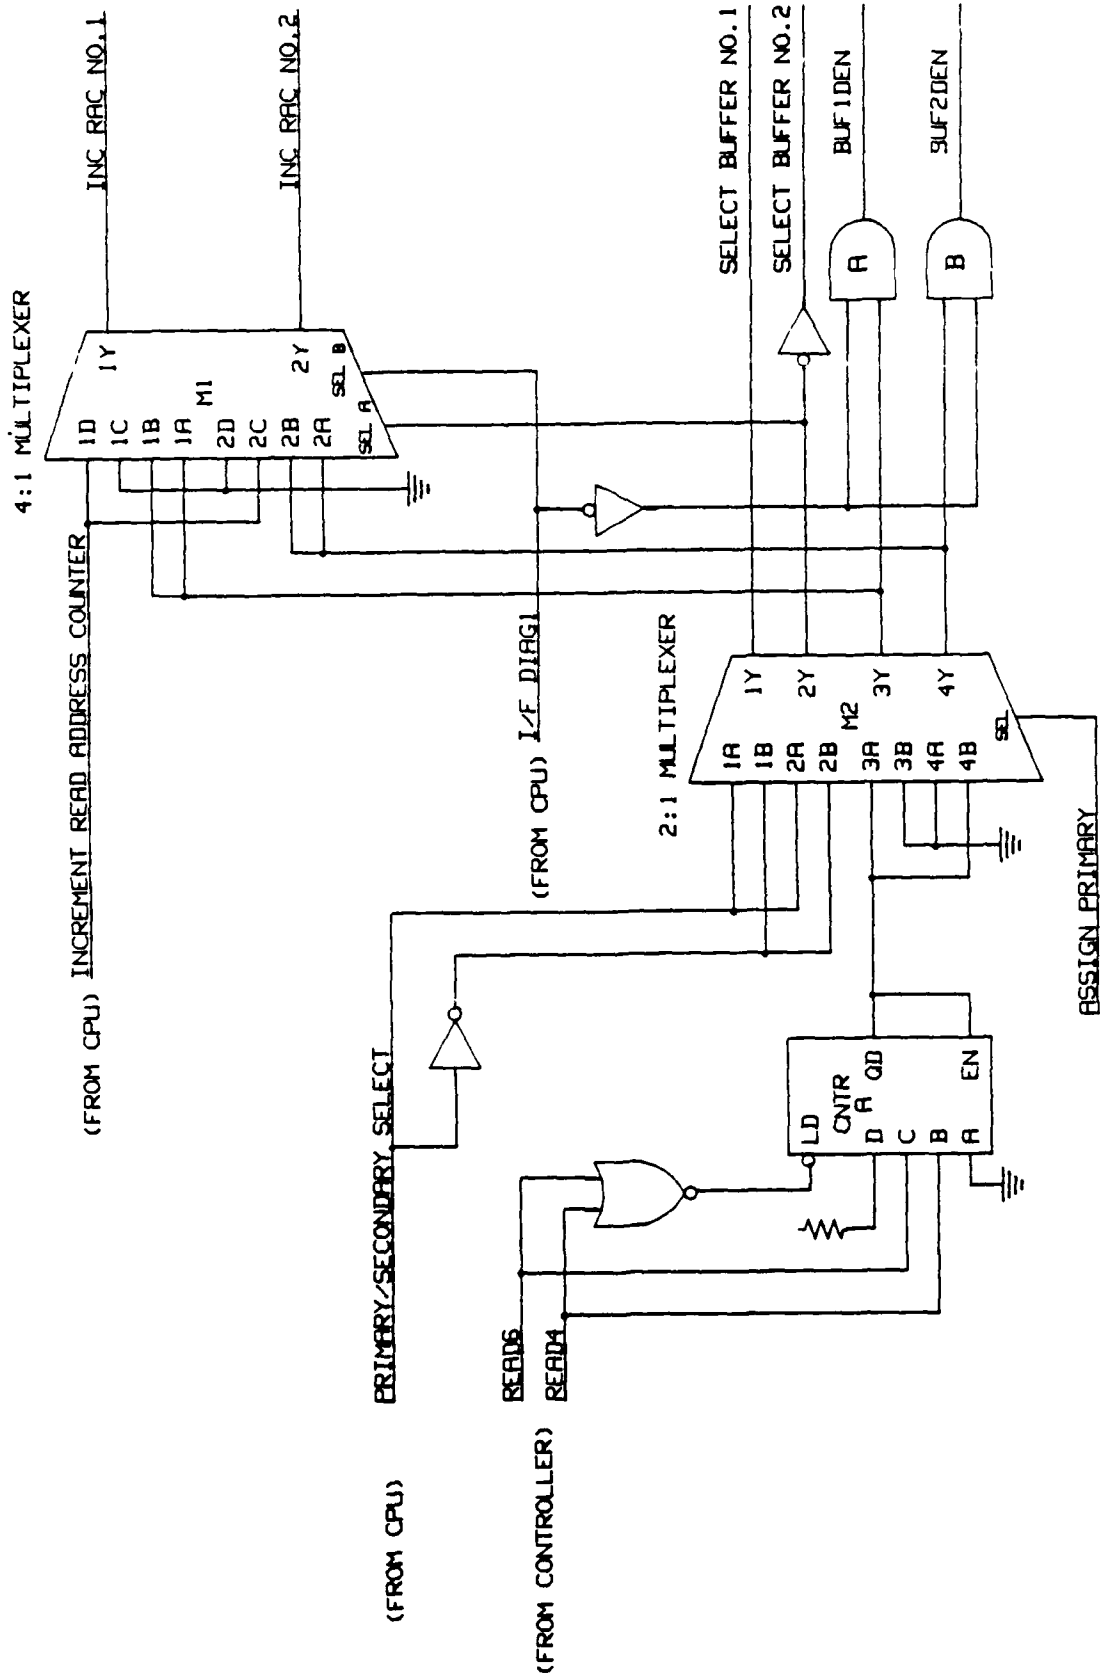 4:1 MULTIPLEXER
(FROM CPU) INCREMENT READ ADDRESS COUNTER
1D
1C
1B
1A
2D
2C
2B
2A
M1
1Y
2Y
SEL A
SEL B
INC RAC NO.1
INC RAC NO.2
(FROM CPU)
PRIMARY/SECONDARY SELECT
(FROM CPU) I/F DIAG1
(FROM CONTROLLER)
READ6
READ4
LD
CNTR
A
D
C
B
A
QD
EN
2:1 MULTIPLEXER
1A
1B
2A
2B
3A
3B
4A
4B
M2
1Y
2Y
3Y
4Y
SEL
ASSIGN PRIMARY
A
B
SELECT BUFFER NO.1
SELECT BUFFER NO.2
BUF1DEN
BUF2DEN